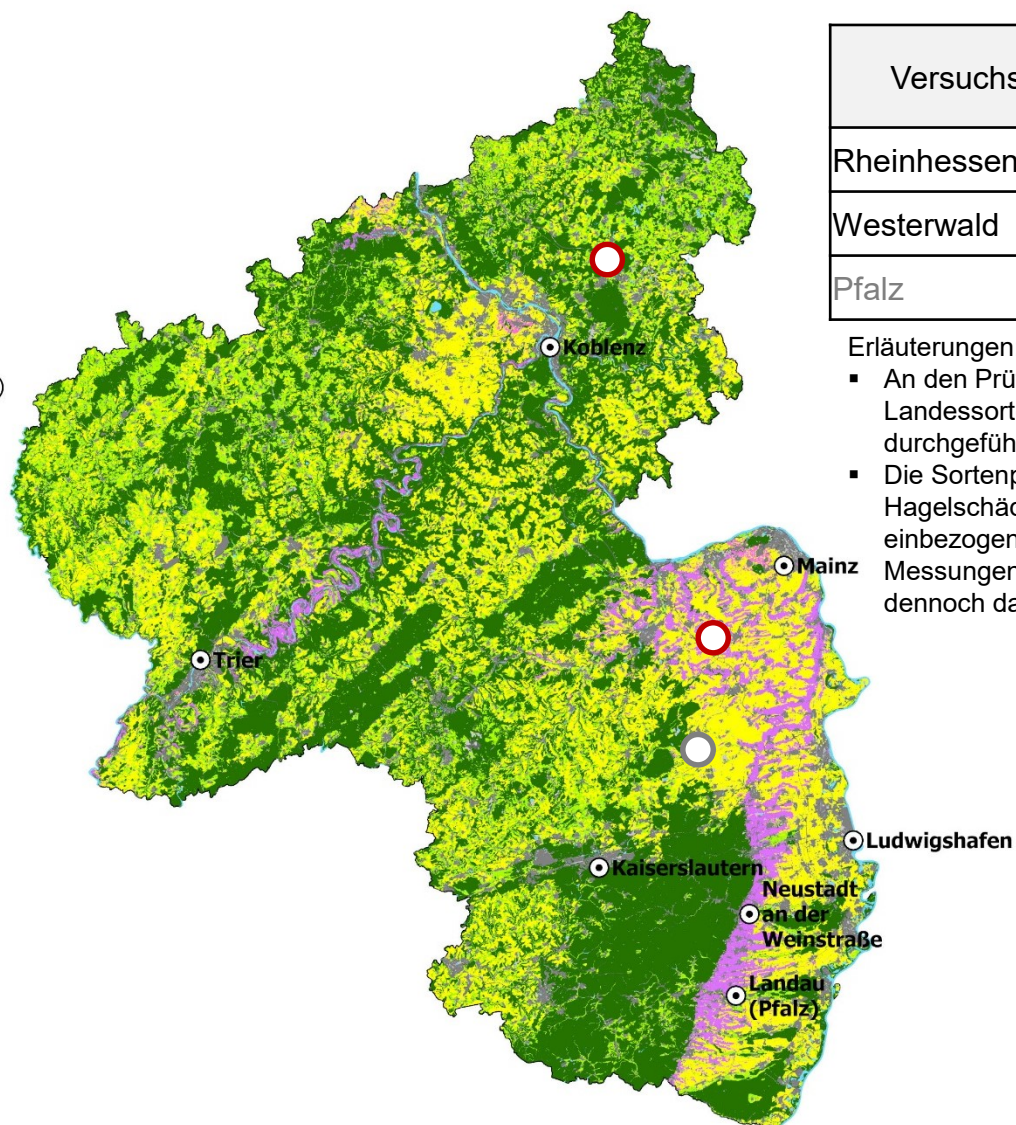 Versuchs
Rheinhessen
Westerwald
Pfalz
Erläuterungen
▪ An den Prü
Landessort
durchgefüh
▪ Die Sortenp
Hagelschäd
einbezogen
Messungen
dennoch da
Koblenz
Mainz
Trier
Ludwigshafen
Kaiserslautern
Neustadt
an der
Weinstraße
Landau
(Pfalz)